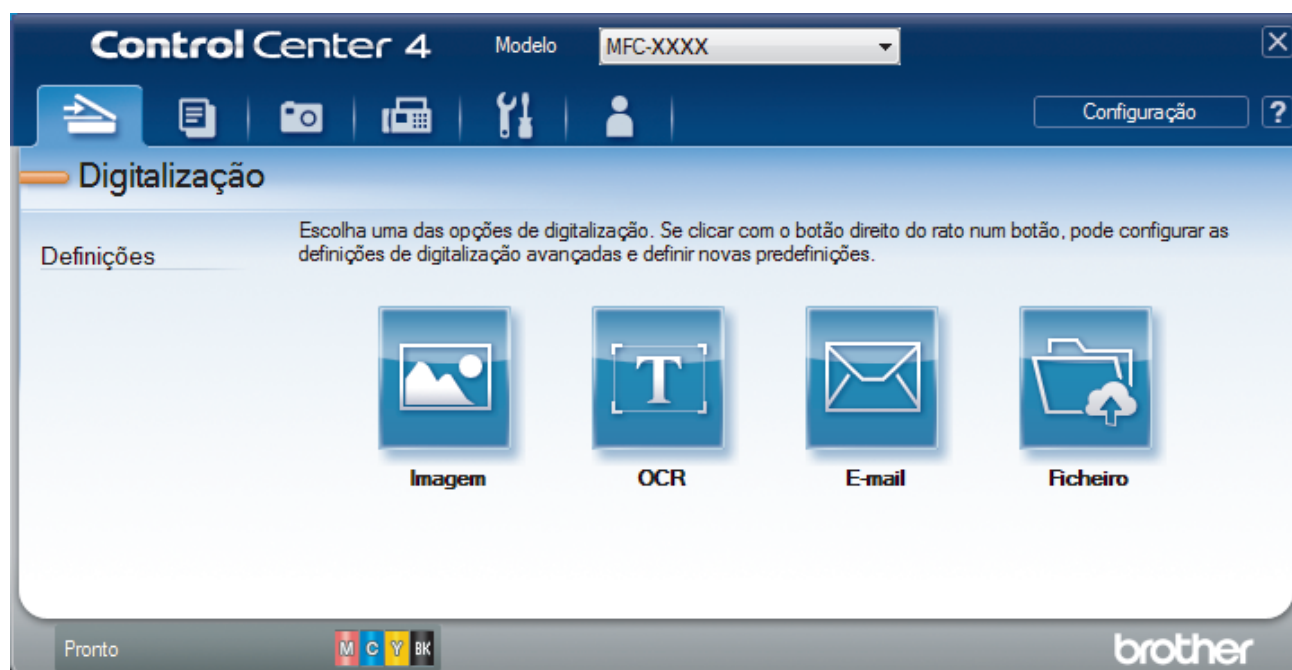 Control Center 4
Modelo
MFC-XXXX
Configuração
?
Digitalização
Definições
Escolha uma das opções de digitalização. Se clicar com o botão direito do rato num botão, pode configurar as
definições de digitalização avançadas e definir novas predefinições.
T
Imagem
OCR
E-mail
Ficheiro
Pronto
M C Y BK
brother